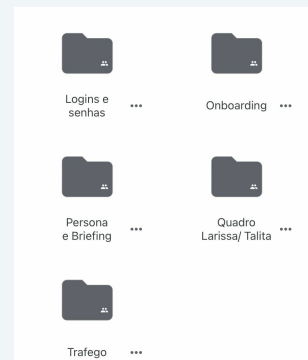 Logins e
senhas
Onboarding
Persona
e Briefing
Quadro
Larissa/ Talita
Trafego